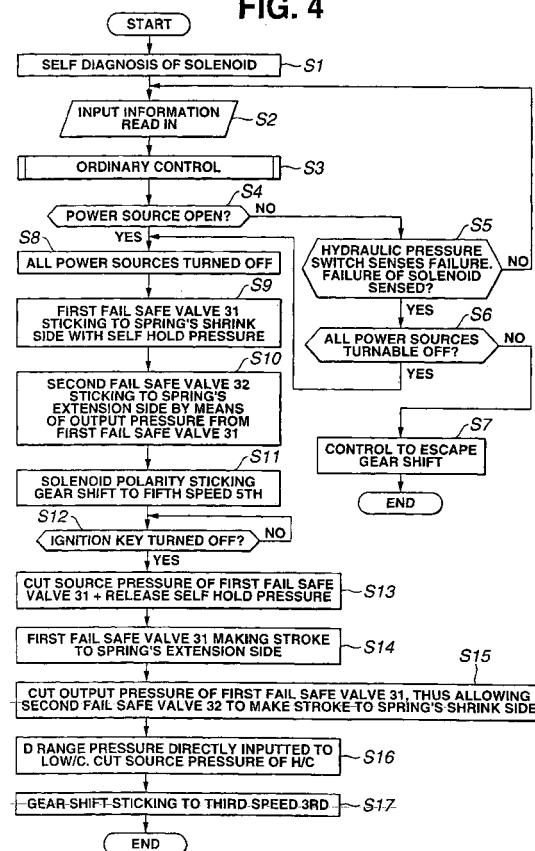 FIG. 4
START
SELF DIAGNOSIS OF SOLENOID
S1
INPUT INFORMATION
READ IN
S2
ORDINARY CONTROL
S3
S4
POWER SOURCE OPEN?
NO
YES
S5
HYDRAULIC PRESSURE
SWITCH SENSES FAILURE.
FAILURE OF SOLENOID
SENSED?
NO
YES
S6
ALL POWER SOURCES
TURNABLE OFF?
NO
YES
S7
CONTROL TO ESCAPE
GEAR SHIFT
END
S8
ALL POWER SOURCES TURNED OFF
S9
FIRST FAIL SAFE VALVE 31
STICKING TO SPRING'S SHRINK
SIDE WITH SELF HOLD PRESSURE
S10
SECOND FAIL SAFE VALVE 32
STICKING TO SPRING'S
EXTENSION SIDE BY MEANS
OF OUTPUT PRESSURE FROM
FIRST FAIL SAFE VALVE 31
S11
SOLENOID POLARITY STICKING
GEAR SHIFT TO FIFTH SPEED 5TH
S12
IGNITION KEY TURNED OFF?
NO
YES
CUT SOURCE PRESSURE OF FIRST FAIL SAFE
VALVE 31 + RELEASE SELF HOLD PRESSURE
S13
FIRST FAIL SAFE VALVE 31 MAKING STROKE
TO SPRING'S EXTENSION SIDE
S14
S15
CUT OUTPUT PRESSURE OF FIRST FAIL SAFE VALVE 31, THUS ALLOWING
SECOND FAIL SAFE VALVE 32 TO MAKE STROKE TO SPRING'S SHRINK SIDE
D RANGE PRESSURE DIRECTLY INPUTTED TO
LOW/C. CUT SOURCE PRESSURE OF H/C
S16
GEAR SHIFT STICKING TO THIRD SPEED 3RD
S17
END